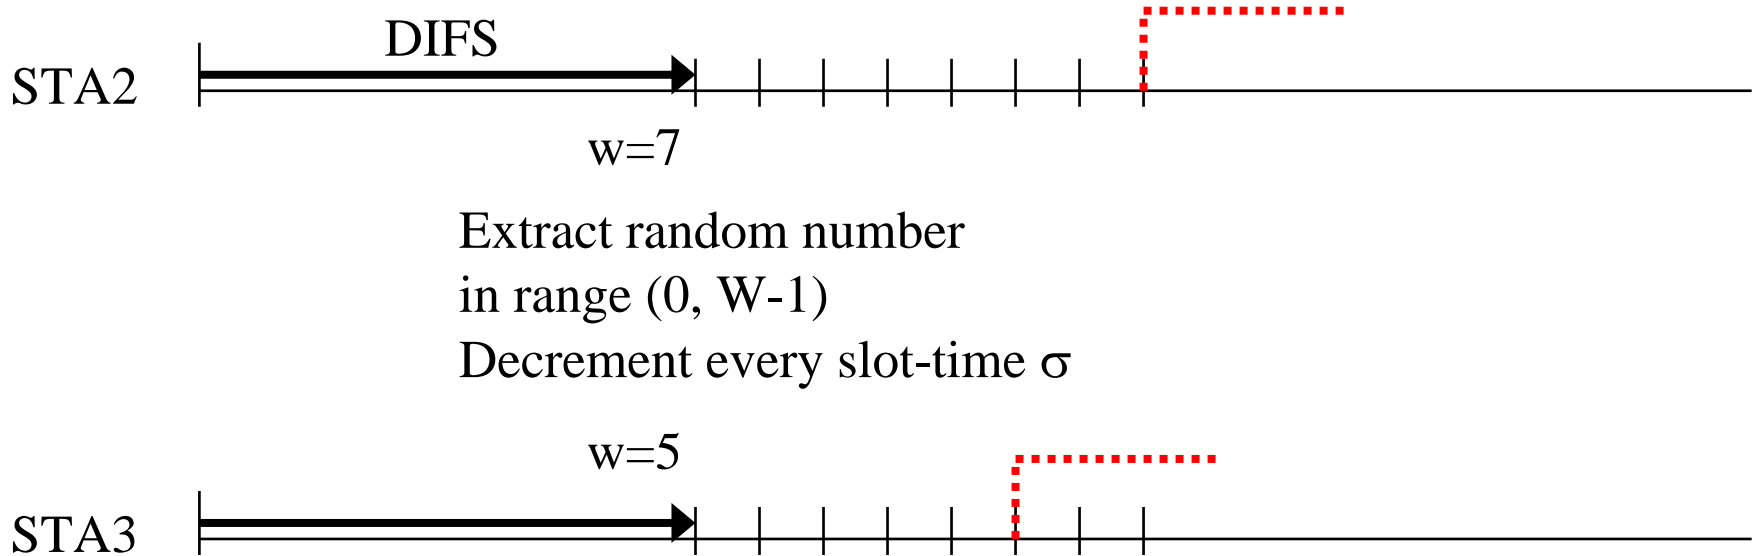 DIFS
STA2
w=7
Extract random number
in range (0, W-1)
Decrement every slot-time σ
w=5
STA3